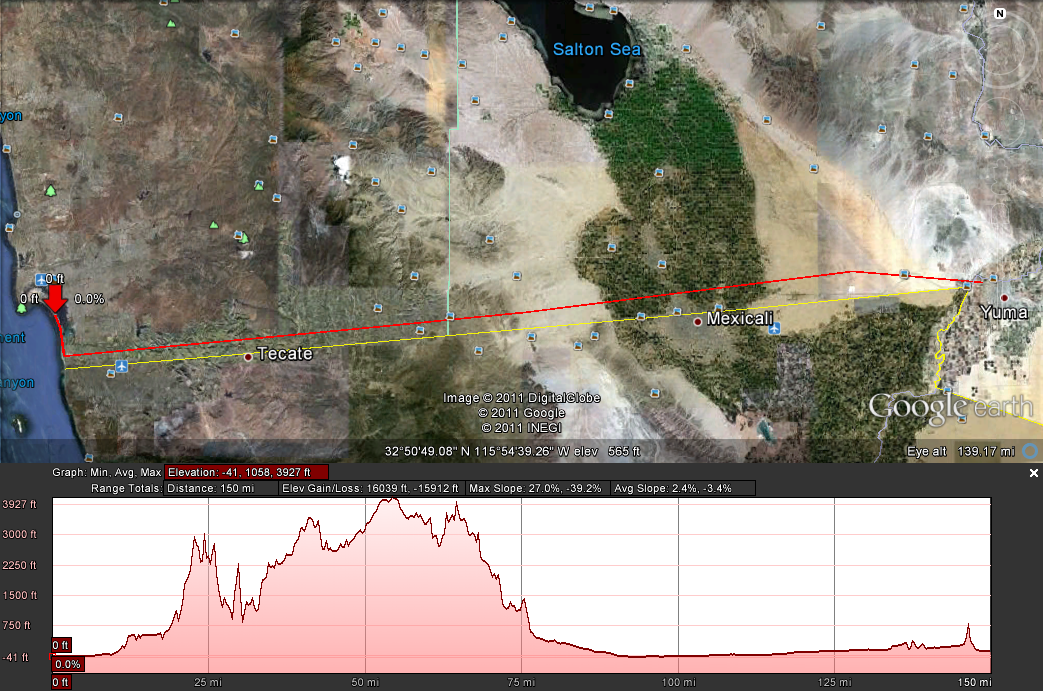 N
Salton Sea
yon
0 ft
0 ft
0.0%
ment
anyon
Tecate
Mexicali
Yuma
Image © 2011 DigitalGlobe
© 2011 Google
© 2011 INEGI
Google earth
32°50'49.08" N 115°54'39.26" W elev 565 ft
Eye alt 139.17 mi
Graph: Min, Avg, Max Elevation: -41, 1058, 3927 ft
Range Totals: Distance: 150 mi Elev Gain/Loss: 16039 ft, -15912 ft Max Slope: 27.0%, -39.2% Avg Slope: 2.4%, -3.4%
3927 ft
3000 ft
2250 ft
1500 ft
750 ft
0 ft
-41 ft
0.0%
0 ft
25 mi
50 mi
75 mi
100 mi
125 mi
150 mi